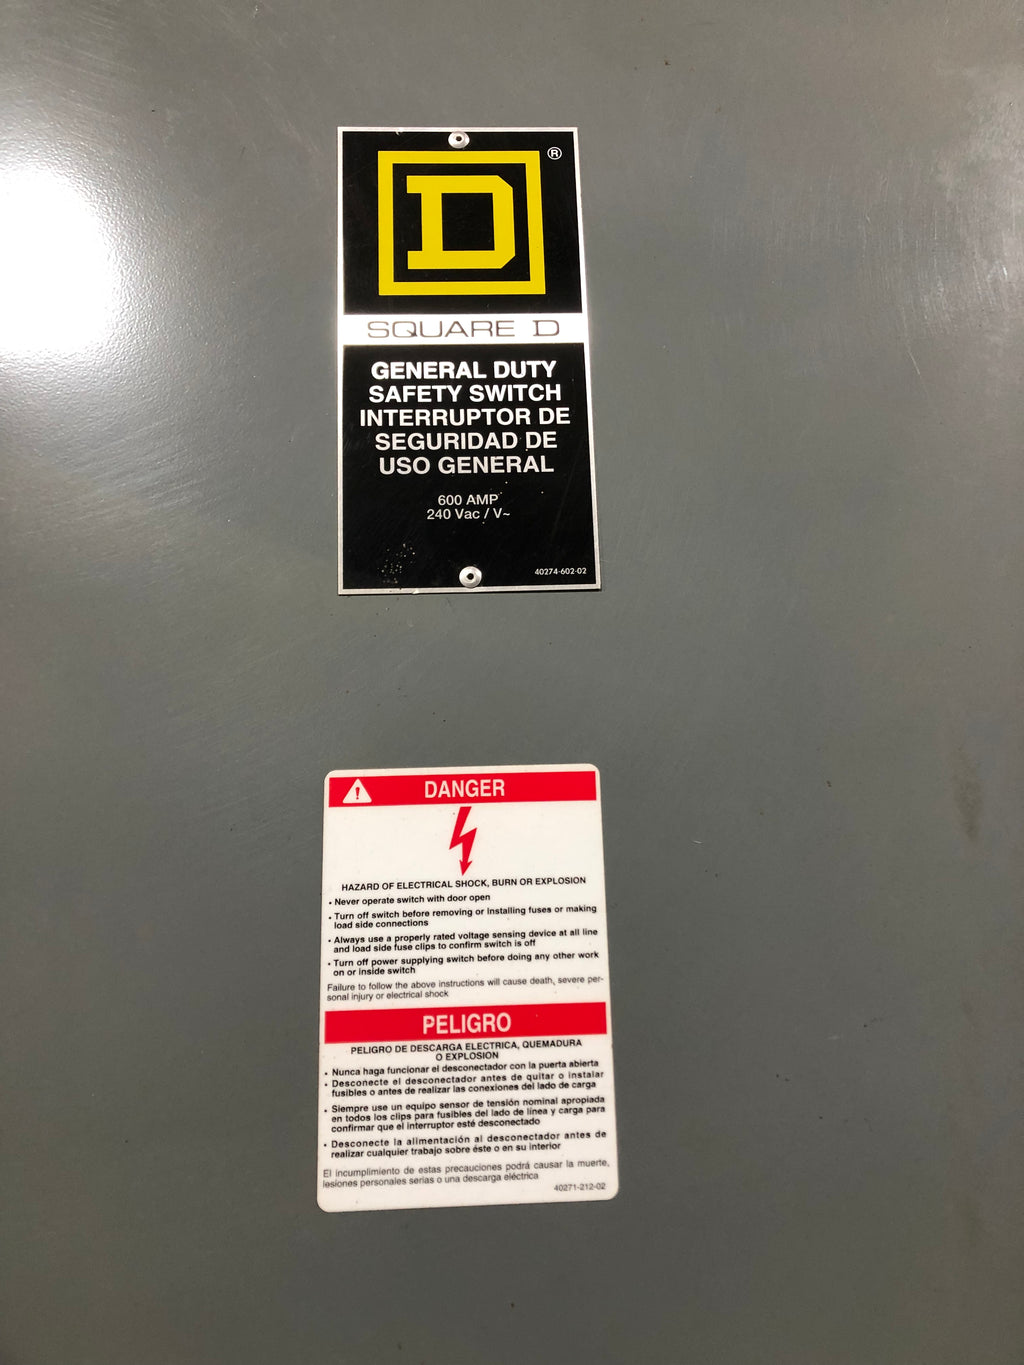 D ®
SQUARE D
GENERAL DUTY
SAFETY SWITCH
INTERRUPTOR DE
SEGURIDAD DE
USO GENERAL
600 AMP
240 Vac / V~
40274-602-02
! DANGER
HAZARD OF ELECTRICAL SHOCK, BURN OR EXPLOSION
• Never operate switch with door open
• Turn off switch before removing or installing fuses or making
load side connections
• Always use a properly rated voltage sensing device at all line
and load side fuse clips to confirm switch is off
• Turn off power supplying switch before doing any other work
on or inside switch
Failure to follow the above instructions will cause death, severe per-
sonal injury or electrical shock
PELIGRO
PELIGRO DE DESCARGA ELECTRICA, QUEMADURA
O EXPLOSION
• Nunca haga funcionar el desconectador con la puerta abierta
• Desconecte el desconectador antes de quitar o instalar
fusibles o antes de realizar las conexiones del lado de carga
• Siempre use un equipo sensor de tensión nominal apropiada
en todos los clips para fusibles del lado de línea y carga para
confirmar que el interruptor esté desconectado
• Desconecte la alimentación al desconectador antes de
realizar cualquier trabajo sobre éste o en su interior
El incumplimiento de estas precauciones podrá causar la muerte,
lesiones personales serias o una descarga eléctrica
40271-212-02